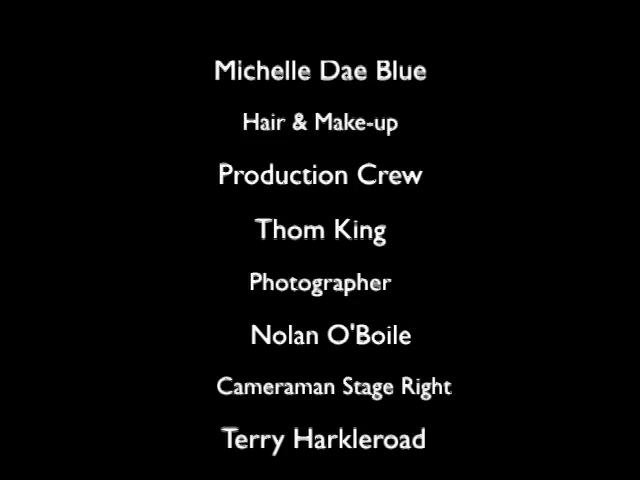 Michelle Dae Blue
Hair & Make-up
Production Crew
Thom King
Photographer
Nolan O'Boile
Cameraman Stage Right
Terry Harkleroad